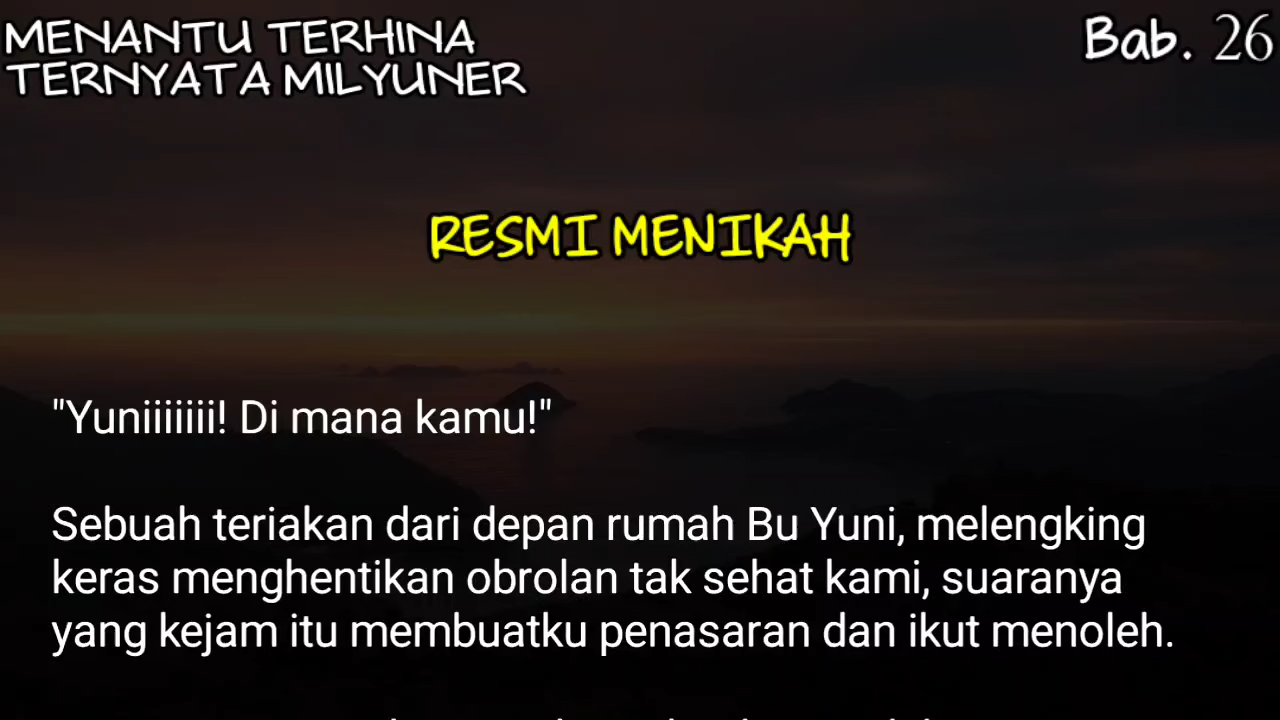 MENANTU TERHINA
TERNYATA MILYUNER
Bab. 26
RESMI MENIKAH
"Yuniiiiiii! Di mana kamu!"
Sebuah teriakan dari depan rumah Bu Yuni, melengking
keras menghentikan obrolan tak sehat kami, suaranya
yang kejam itu membuatku penasaran dan ikut menoleh.